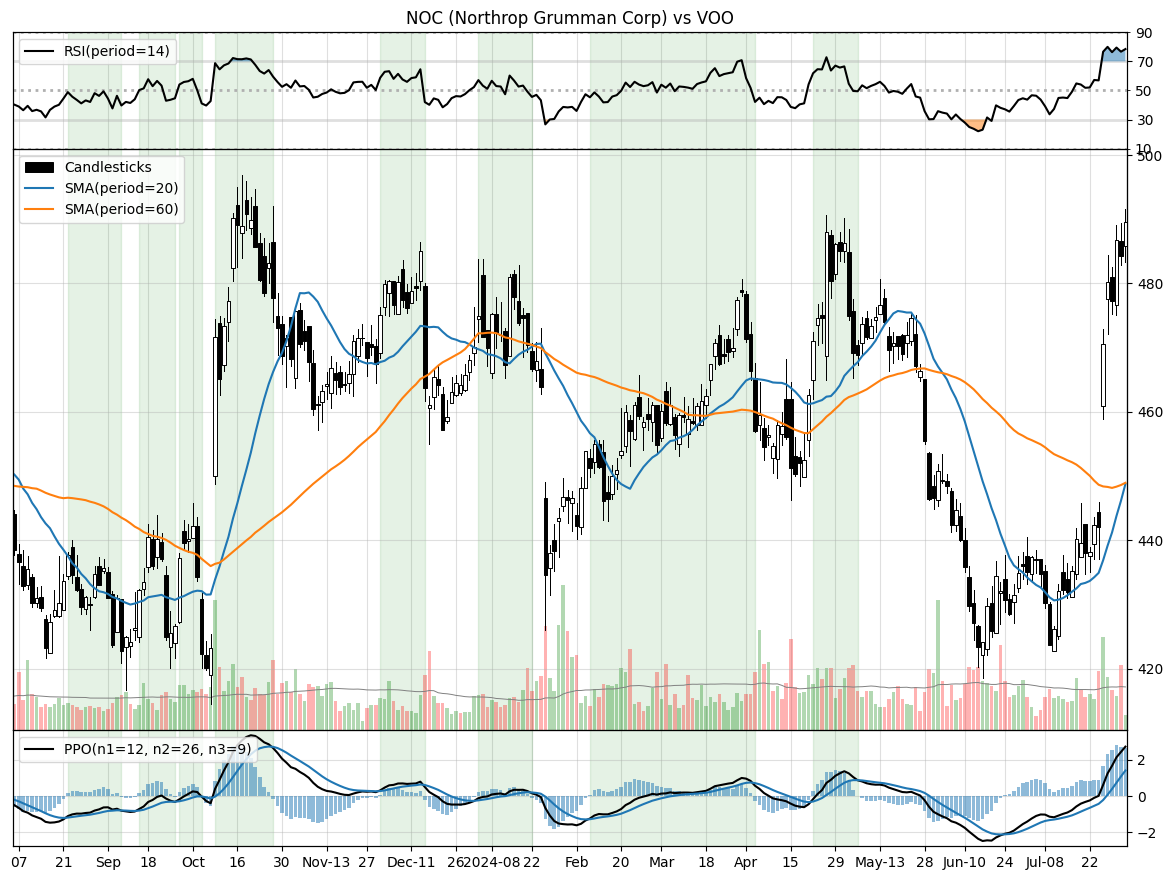 NOC (Northrop Grumman Corp) vs VOO
RSI(period=14)
90
70
50
30
10
Candlesticks
SMA(period=20)
SMA(period=60)
500
480
460
440
420
PPO(n1=12, n2=26, n3=9)
2
0
−2
07 21 Sep 18 Oct 16 30 Nov-13 27 Dec-11 26 2024-08 22 Feb 20 Mar 18 Apr 15 29 May-13 28 Jun-10 24 Jul-08 22